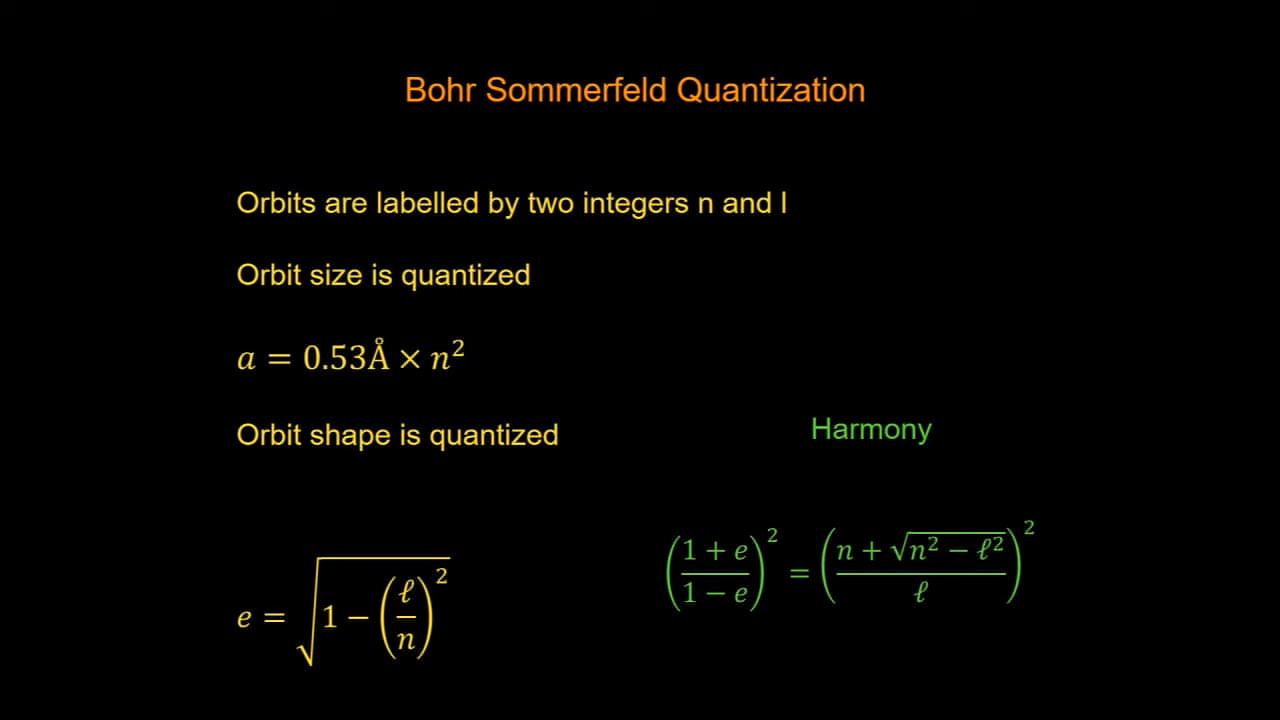 Bohr Sommerfeld Quantization
Orbits are labelled by two integers n and l
Orbit size is quantized
a = 0.53Å × n²
Orbit shape is quantized
Harmony
e = √(1 − (ℓ/n)²)
((1 + e)/(1 − e))² = ((n + √(n² − ℓ²))/ℓ)²